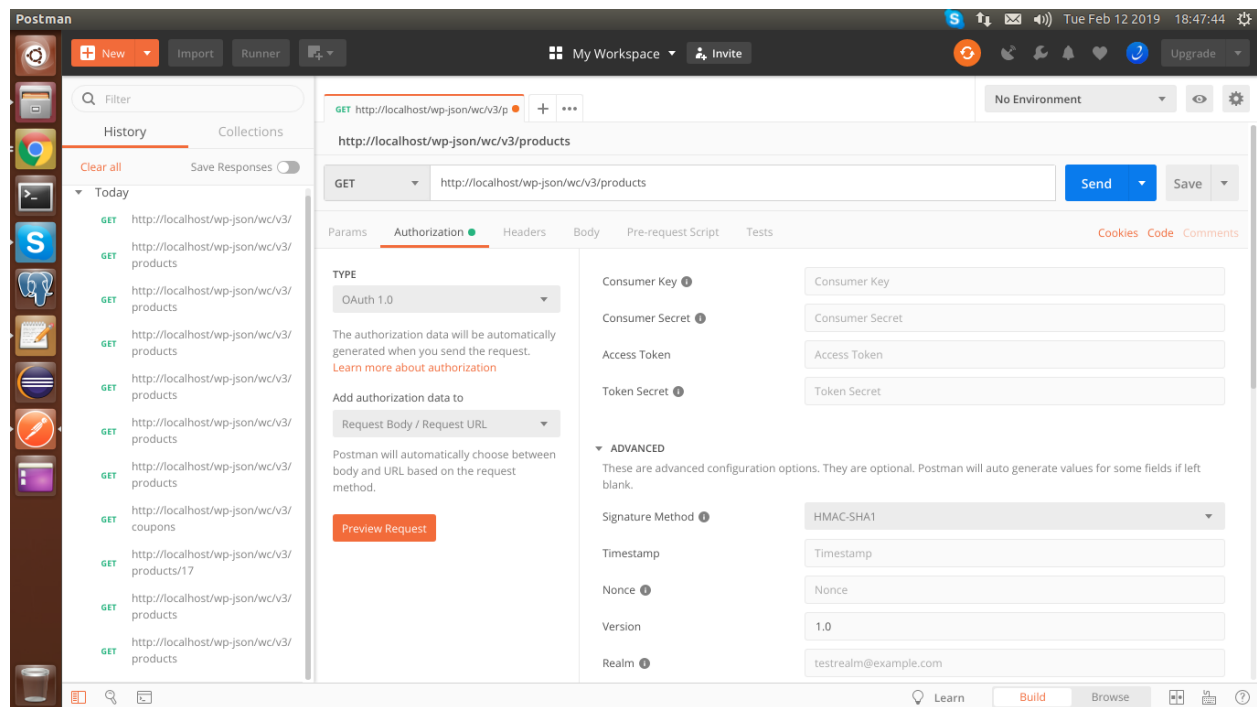 Postman
Tue Feb 12 2019 18:47:44
New
Import
Runner
My Workspace
Invite
Upgrade
Filter
History
Collections
Clear all
Save Responses
Today
GET http://localhost/wp-json/wc/v3/
GET http://localhost/wp-json/wc/v3/
products
GET http://localhost/wp-json/wc/v3/
products
GET http://localhost/wp-json/wc/v3/
products
GET http://localhost/wp-json/wc/v3/
products
GET http://localhost/wp-json/wc/v3/
products
GET http://localhost/wp-json/wc/v3/
products
GET http://localhost/wp-json/wc/v3/
coupons
GET http://localhost/wp-json/wc/v3/
products/17
GET http://localhost/wp-json/wc/v3/
products
GET http://localhost/wp-json/wc/v3/
products
GET http://localhost/wp-json/wc/v3/p
No Environment
http://localhost/wp-json/wc/v3/products
GET
http://localhost/wp-json/wc/v3/products
Send
Save
Params
Authorization
Headers
Body
Pre-request Script
Tests
Cookies
Code
Comments
TYPE
OAuth 1.0
The authorization data will be automatically
generated when you send the request.
Learn more about authorization
Add authorization data to
Request Body / Request URL
Postman will automatically choose between
body and URL based on the request
method.
Preview Request
Consumer Key
Consumer Key
Consumer Secret
Consumer Secret
Access Token
Access Token
Token Secret
Token Secret
ADVANCED
These are advanced configuration options. They are optional. Postman will auto generate values for some fields if left
blank.
Signature Method
HMAC-SHA1
Timestamp
Timestamp
Nonce
Nonce
Version
1.0
Realm
testrealm@example.com
Learn
Build
Browse